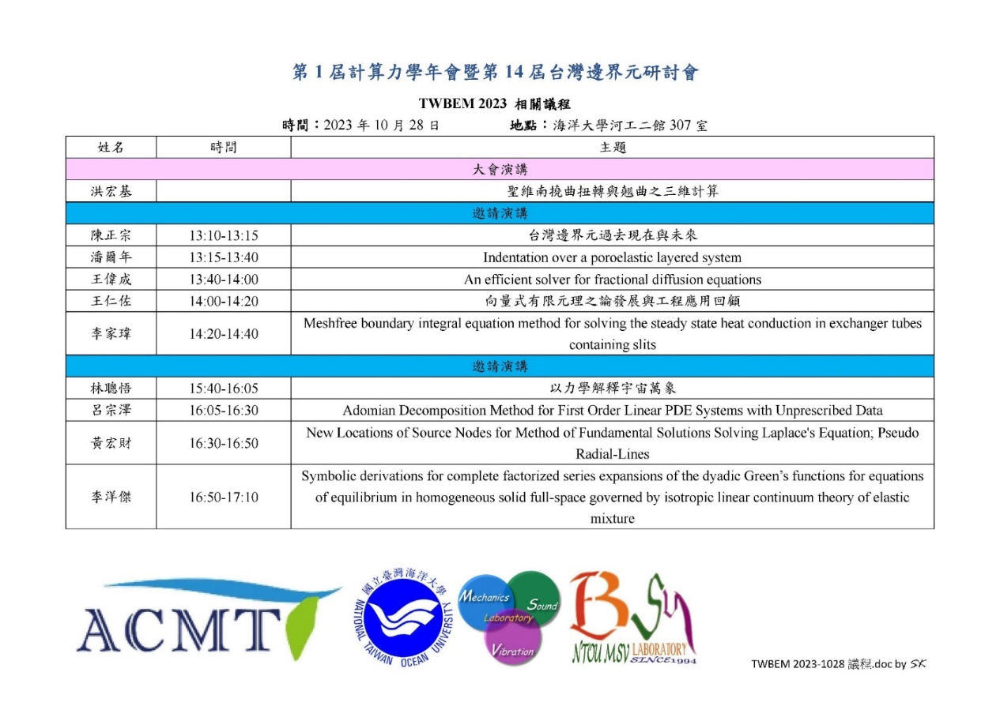 第 1 屆計算力學年會暨第 14 屆台灣邊界元研討會
TWBEM 2023 相關議程
時間：2023 年 10 月 28 日 地點：海洋大學河工二館 307 室
姓名 時間 主題
大會演講
洪宏基 聖維南撓曲扭轉與翹曲之三維計算
邀請演講
陳正宗 13:10-13:15 台灣邊界元過去現在與未來
潘爾年 13:15-13:40 Indentation over a poroelastic layered system
王偉成 13:40-14:00 An efficient solver for fractional diffusion equations
王仁佐 14:00-14:20 向量式有限元理之論發展與工程應用回顧
李家瑋 14:20-14:40 Meshfree boundary integral equation method for solving the steady state heat conduction in exchanger tubes
containing slits
邀請演講
林聰悟 15:40-16:05 以力學解釋宇宙萬象
呂宗澤 16:05-16:30 Adomian Decomposition Method for First Order Linear PDE Systems with Unprescribed Data
黃宏財 16:30-16:50 New Locations of Source Nodes for Method of Fundamental Solutions Solving Laplace's Equation; Pseudo
Radial-Lines
李洋傑 16:50-17:10 Symbolic derivations for complete factorized series expansions of the dyadic Green’s functions for equations
of equilibrium in homogeneous solid full-space governed by isotropic linear continuum theory of elastic
mixture
ACMT
國立臺灣海洋大學
NATIONAL TAIWAN OCEAN UNIVERSITY
Mechanics
Sound
Laboratory
Vibration
NTOU MSV LABORATORY
SINCE1994
TWBEM 2023-1028 議程.doc by SK